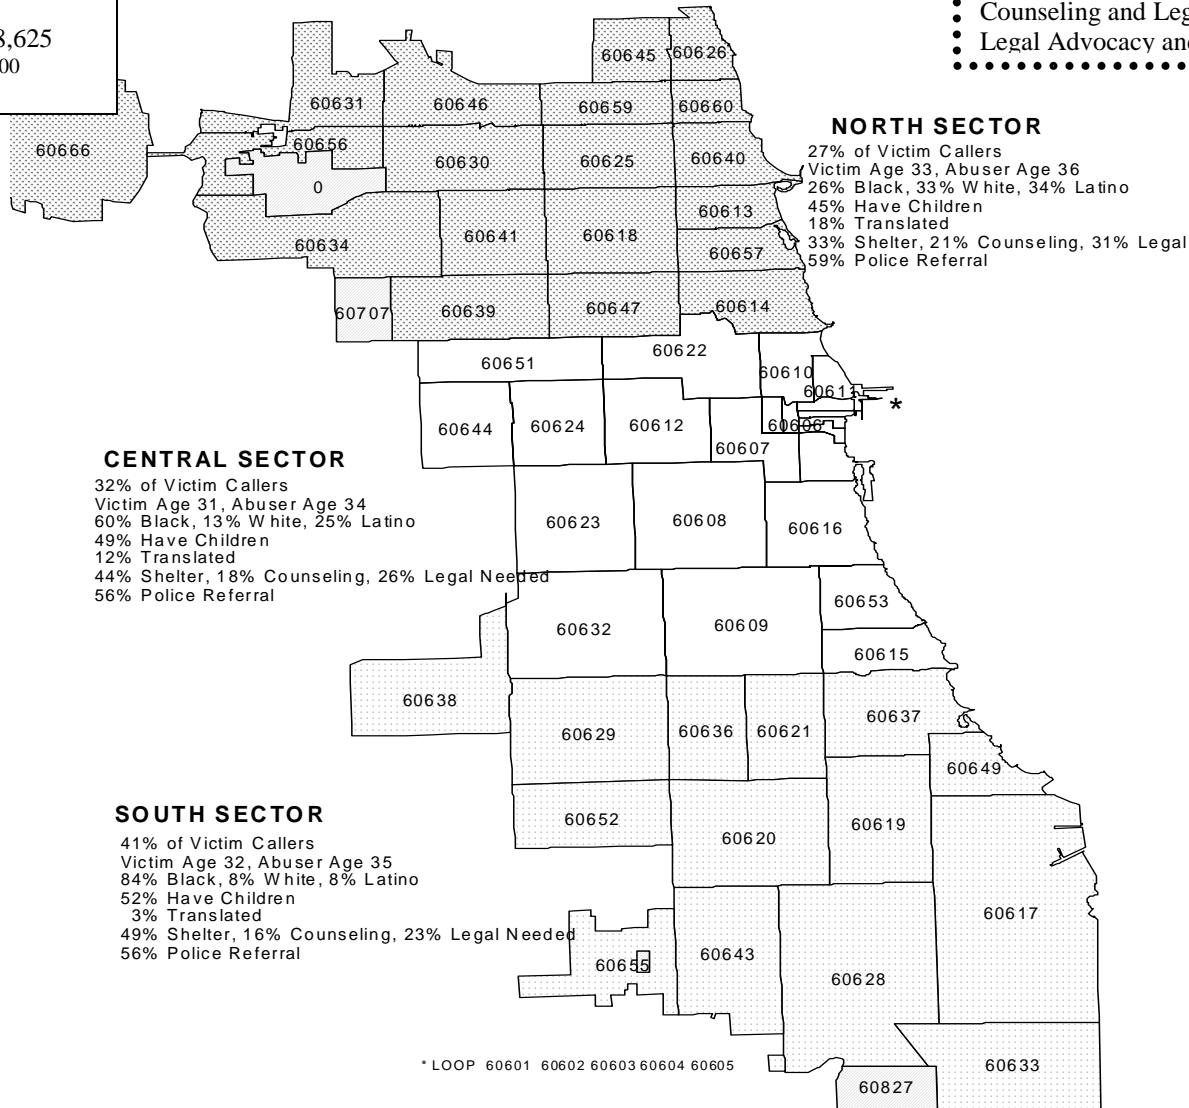 8,625
00
Counseling and Leg
Legal Advocacy and
60645
60626
60631
60646
60659
60660
60666
60656
60630
60625
60640
0
60613
60634
60641
60618
60657
60707
60639
60647
60614
NORTH SECTOR
27% of Victim Callers
Victim Age 33, Abuser Age 36
26% Black, 33% White, 34% Latino
45% Have Children
18% Translated
33% Shelter, 21% Counseling, 31% Legal
59% Police Referral
60651
60622
60610
60611
*
60644
60624
60612
60606
60607
CENTRAL SECTOR
32% of Victim Callers
Victim Age 31, Abuser Age 34
60% Black, 13% White, 25% Latino
49% Have Children
12% Translated
44% Shelter, 18% Counseling, 26% Legal Needed
56% Police Referral
60623
60608
60616
60632
60609
60653
60615
60638
60629
60636
60621
60637
60649
60652
60620
60619
SOUTH SECTOR
41% of Victim Callers
Victim Age 32, Abuser Age 35
84% Black, 8% White, 8% Latino
52% Have Children
3% Translated
49% Shelter, 16% Counseling, 23% Legal Needed
56% Police Referral
60617
60655
60643
60628
60633
60827
* LOOP 60601 60602 60603 60604 60605